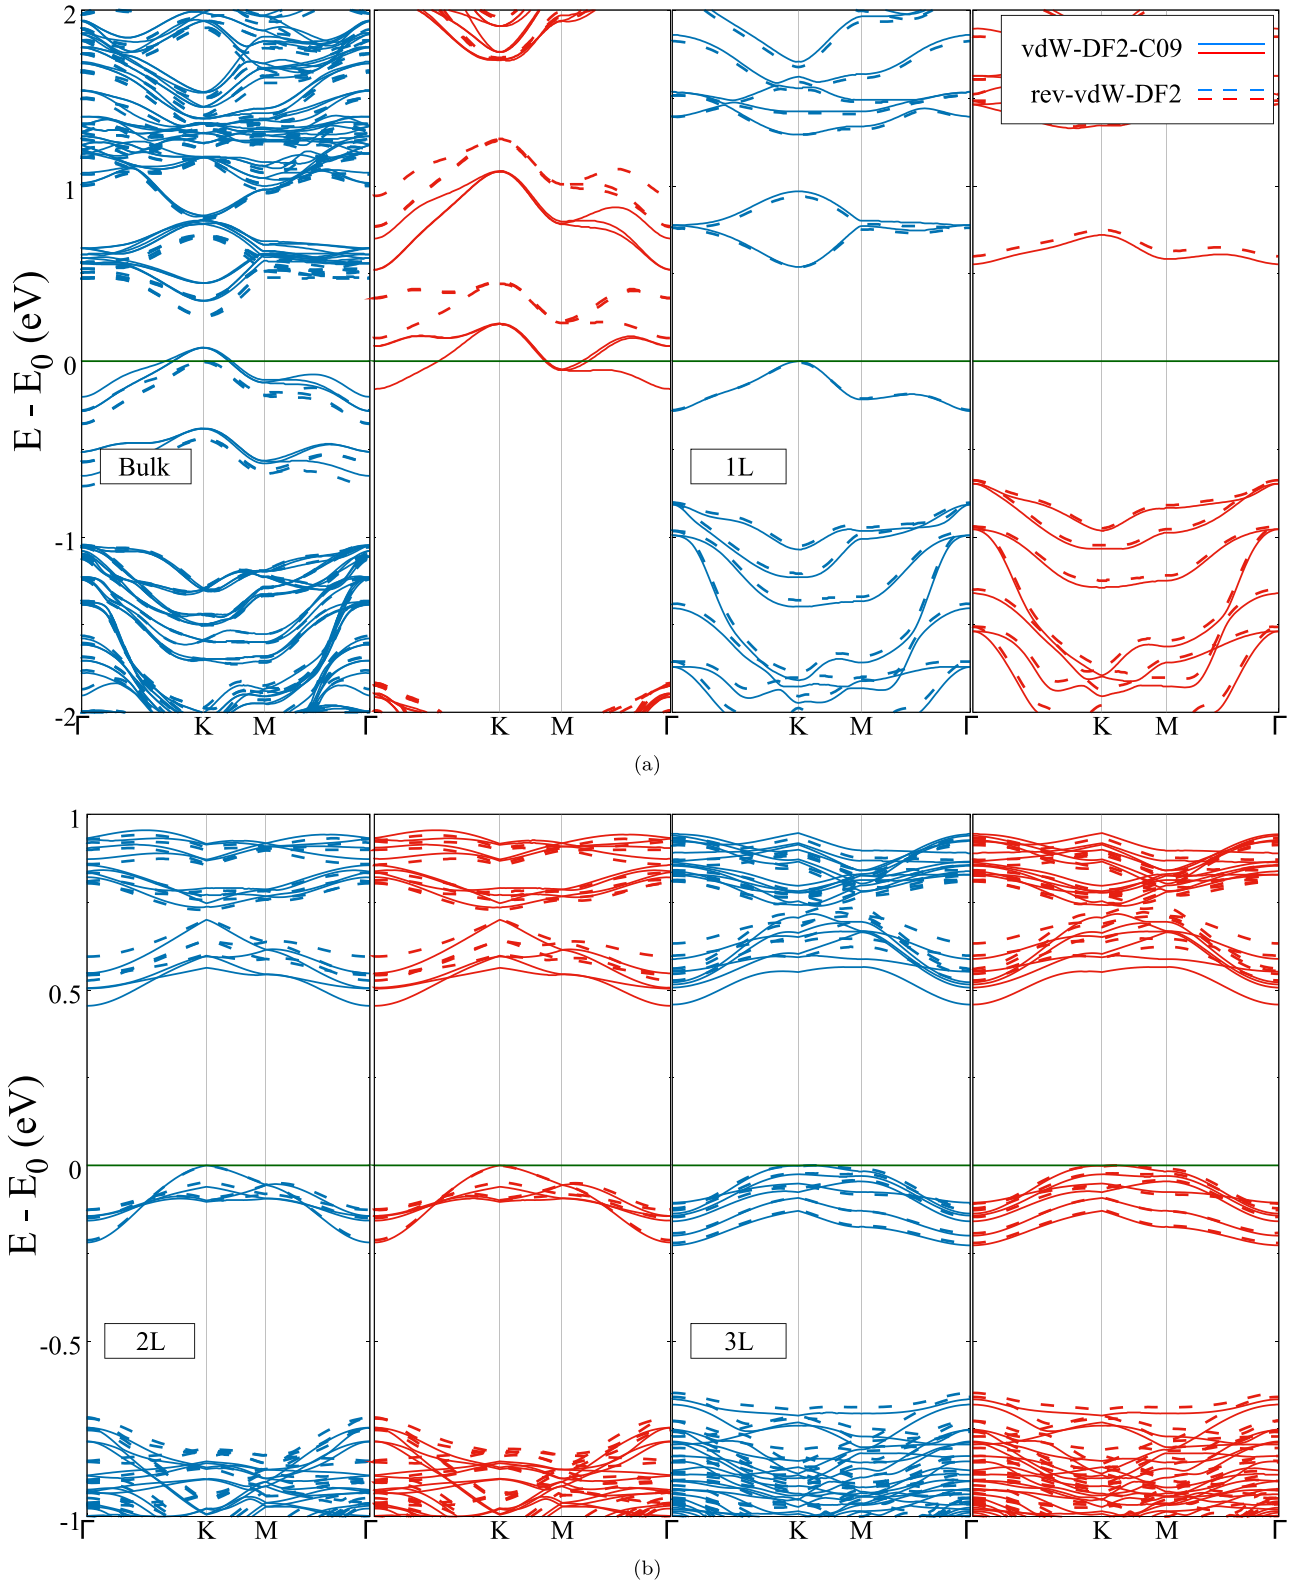 2
1
0
-1
-2
E - E0 (eV)
Bulk
1L
vdW-DF2-C09
rev-vdW-DF2
Γ K M Γ K M Γ K M Γ K M Γ
(a)
1
0.5
0
-0.5
-1
E - E0 (eV)
2L
3L
Γ K M Γ K M Γ K M Γ K M Γ
(b)